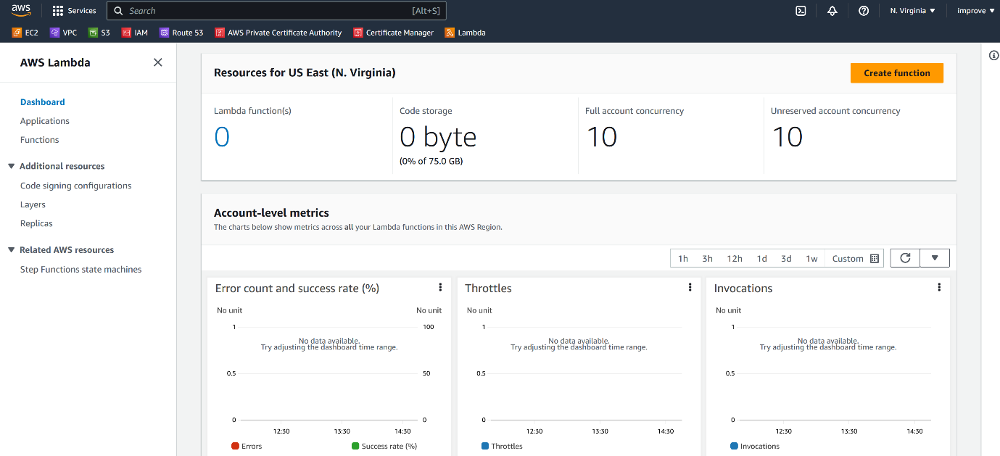 aws Services Search [Alt+S] N. Virginia ▼ improve ▼
EC2 VPC S3 IAM Route 53 AWS Private Certificate Authority Certificate Manager Lambda
AWS Lambda
Dashboard
Applications
Functions
Additional resources
Code signing configurations
Layers
Replicas
Related AWS resources
Step Functions state machines
Resources for US East (N. Virginia) Create function
Lambda function(s) Code storage Full account concurrency Unreserved account concurrency
0 0 byte 10 10
(0% of 75.0 GB)
Account-level metrics
The charts below show metrics across all your Lambda functions in this AWS Region.
1h 3h 12h 1d 3d 1w Custom
Error count and success rate (%)
No unit No unit
1 100
No data available.
Try adjusting the dashboard time range.
0.5 50
0 0
12:30 13:30 14:30
Errors Success rate (%)
Throttles
No unit
1
No data available.
Try adjusting the dashboard time range.
0.5
0
12:30 13:30 14:30
Throttles
Invocations
No unit
1
No data available.
Try adjusting the dashboard time range.
0.5
0
12:30 13:30 14:30
Invocations